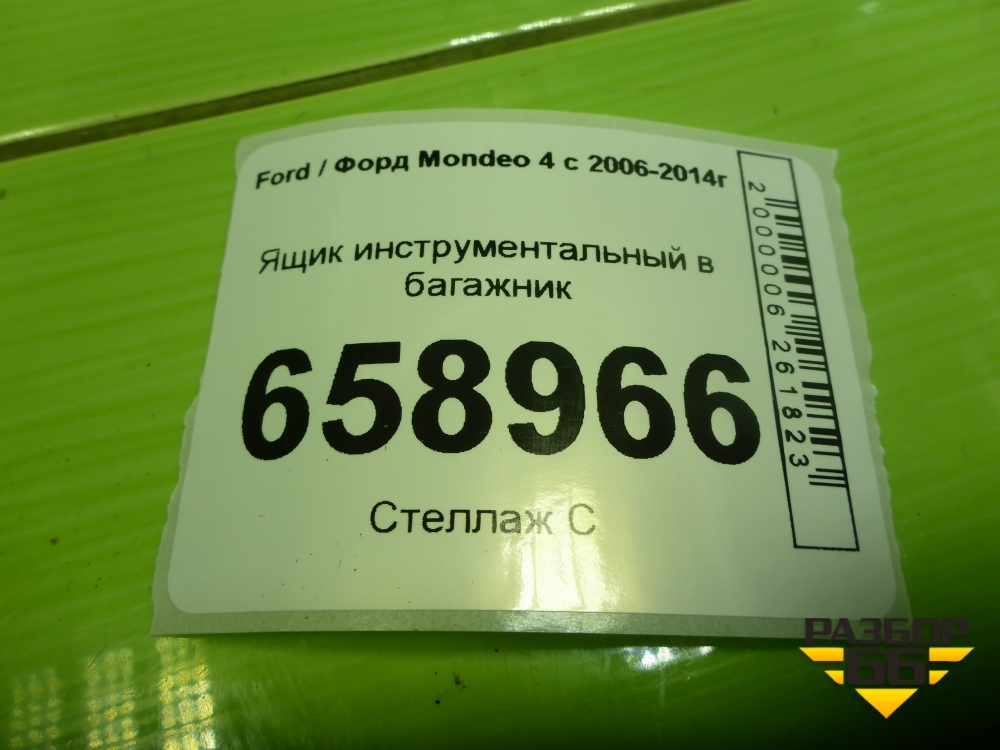 Ford / Форд Mondeo 4 с 2006-2014г
Ящик инструментальный в
багажник
658966
Стеллаж С
2000006261823
РАЗБОР
66